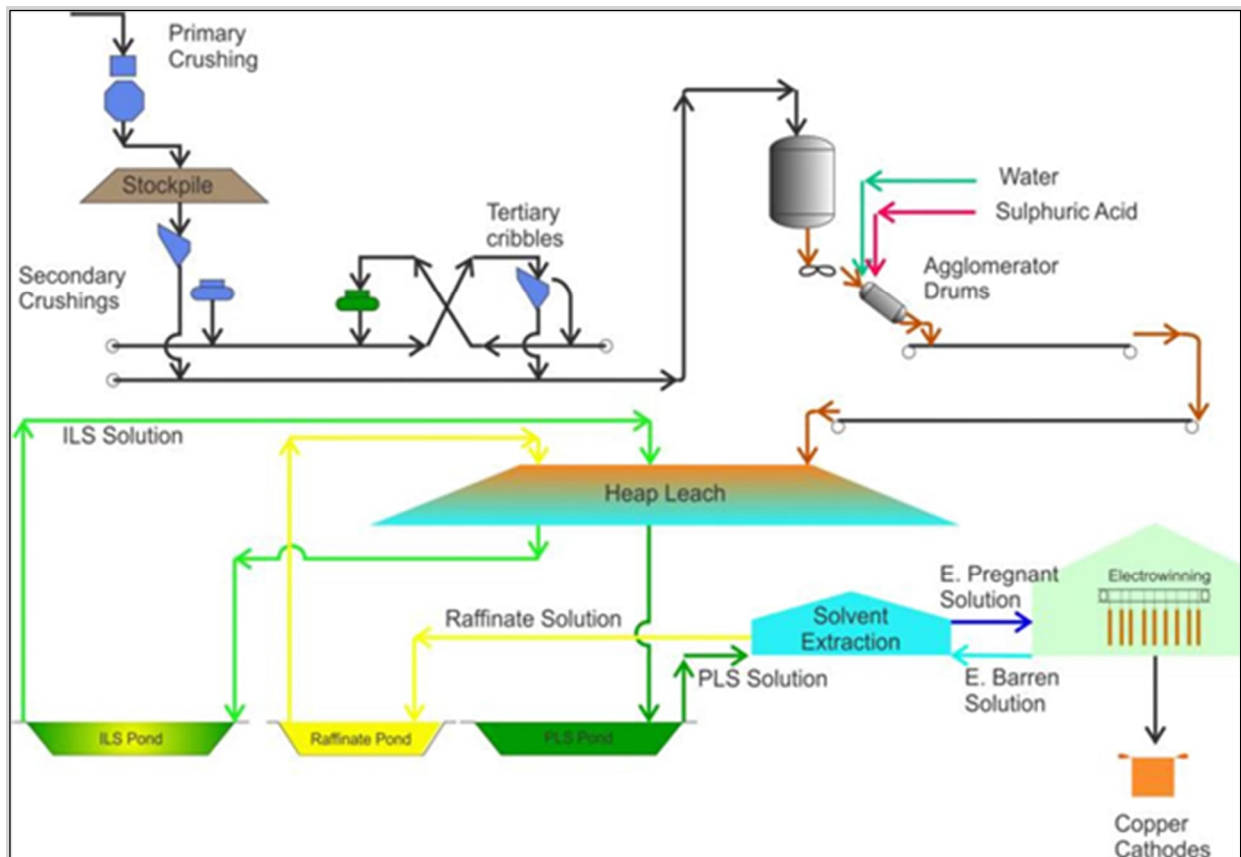 Primary
Crushing
Stockpile
Secondary
Crushings
Tertiary
cribbles
Water
Sulphuric Acid
Agglomerator
Drums
ILS Solution
Heap Leach
Raffinate Solution
PLS Solution
Solvent
Extraction
E. Pregnant
Solution
E. Barren
Solution
Electrowinning
ILS Pond
Raffinate Pond
PLS Pond
Copper
Cathodes